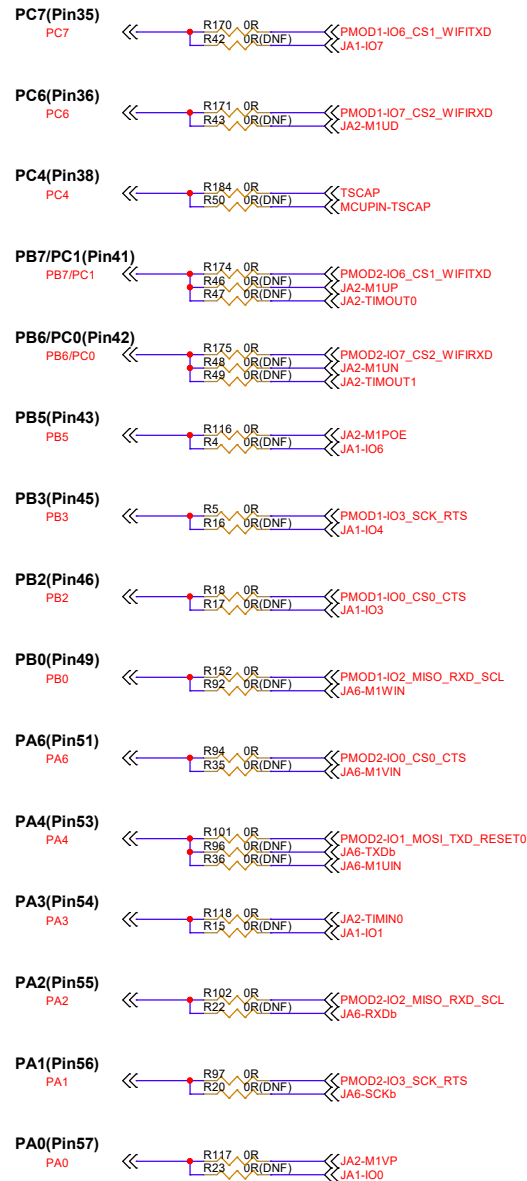 PC7(Pin35)
PC7
R170 0R PMOD1-IO6_CS1_WIFITXD
R42 0R(DNF) JA1-IO7
PC6(Pin36)
PC6
R171 0R PMOD1-IO7_CS2_WIFIRXD
R43 0R(DNF) JA2-M1UD
PC4(Pin38)
PC4
R184 0R TSCAP
R50 0R(DNF) MCUPIN-TSCAP
PB7/PC1(Pin41)
PB7/PC1
R174 0R PMOD2-IO6_CS1_WIFITXD
R46 0R(DNF) JA2-M1UP
R47 0R(DNF) JA2-TIMOUT0
PB6/PC0(Pin42)
PB6/PC0
R175 0R PMOD2-IO7_CS2_WIFIRXD
R48 0R(DNF) JA2-M1UN
R49 0R(DNF) JA2-TIMOUT1
PB5(Pin43)
PB5
R116 0R JA2-M1POE
R4 0R(DNF) JA1-IO6
PB3(Pin45)
PB3
R5 0R PMOD1-IO3_SCK_RTS
R16 0R(DNF) JA1-IO4
PB2(Pin46)
PB2
R18 0R PMOD1-IO0_CS0_CTS
R17 0R(DNF) JA1-IO3
PB0(Pin49)
PB0
R152 0R PMOD1-IO2_MISO_RXD_SCL
R92 0R(DNF) JA6-M1WIN
PA6(Pin51)
PA6
R94 0R PMOD2-IO0_CS0_CTS
R35 0R(DNF) JA6-M1VIN
PA4(Pin53)
PA4
R101 0R PMOD2-IO1_MOSI_TXD_RESET0
R96 0R(DNF) JA6-TXDb
R36 0R(DNF) JA6-M1UIN
PA3(Pin54)
PA3
R118 0R JA2-TIMIN0
R15 0R(DNF) JA1-IO1
PA2(Pin55)
PA2
R102 0R PMOD2-IO2_MISO_RXD_SCL
R22 0R(DNF) JA6-RXDb
PA1(Pin56)
PA1
R97 0R PMOD2-IO3_SCK_RTS
R20 0R(DNF) JA6-SCKb
PA0(Pin57)
PA0
R117 0R JA2-M1VP
R23 0R(DNF) JA1-IO0